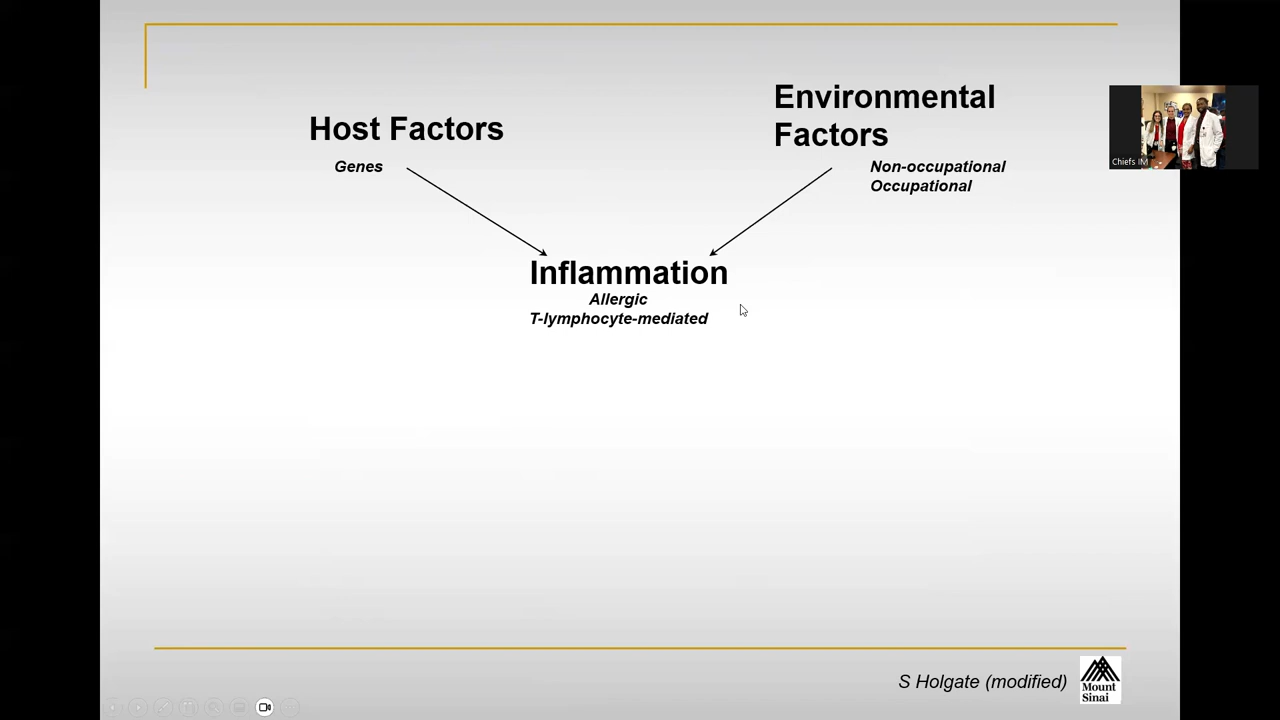 Host Factors
Genes
Environmental
Factors
Non-occupational
Occupational
Inflammation
Allergic
T-lymphocyte-mediated
Chiefs IM
S Holgate (modified)
Mount
Sinai